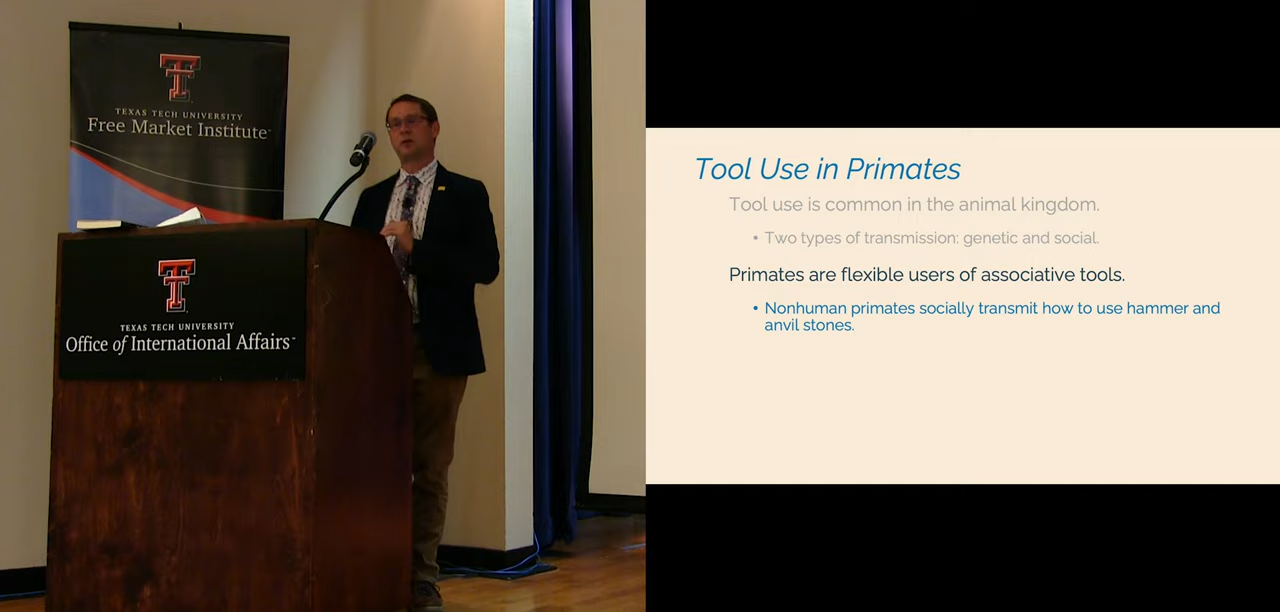 TEXAS TECH UNIVERSITY
Free Market Institute™
TEXAS TECH UNIVERSITY
Office of International Affairs™
Tool Use in Primates
Tool use is common in the animal kingdom.
• Two types of transmission: genetic and social.
Primates are flexible users of associative tools.
• Nonhuman primates socially transmit how to use hammer and
anvil stones.